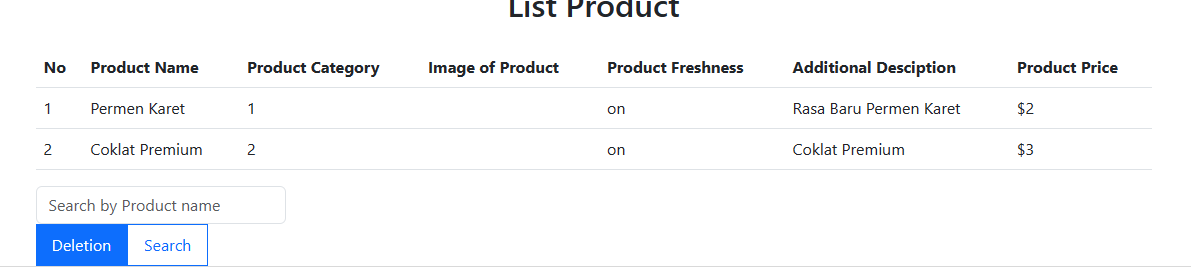 List Product
No Product Name Product Category Image of Product Product Freshness Additional Desciption Product Price
1 Permen Karet 1 on Rasa Baru Permen Karet $2
2 Coklat Premium 2 on Coklat Premium $3
Search by Product name
Deletion Search